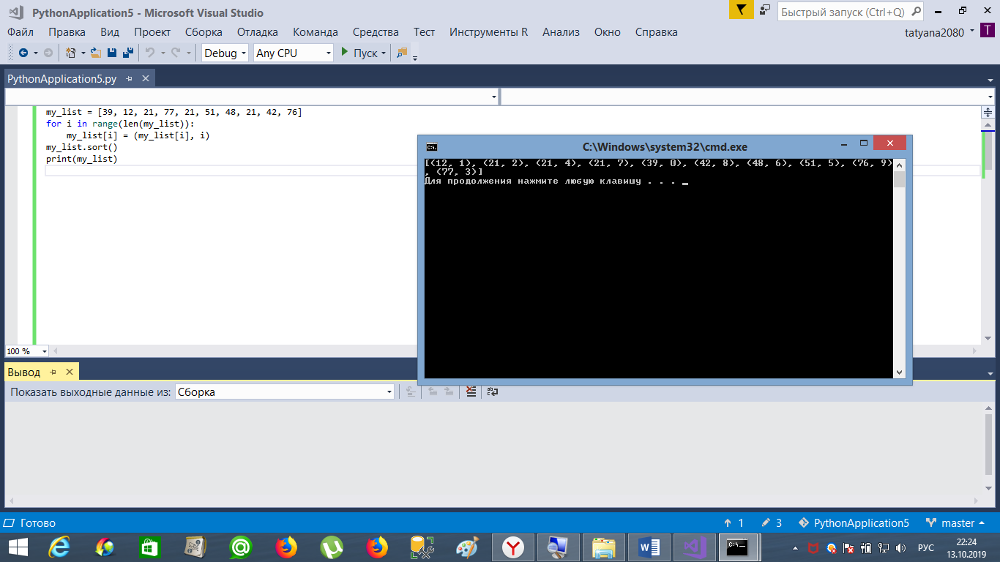 PythonApplication5 - Microsoft Visual Studio
Быстрый запуск (Ctrl+Q)
Файл Правка Вид Проект Сборка Отладка Команда Средства Тест Инструменты R Анализ Окно Справка
tatyana2080 T
Debug Any CPU Пуск
PythonApplication5.py
my_list = [39, 12, 21, 77, 21, 51, 48, 21, 42, 76]
for i in range(len(my_list)):
    my_list[i] = (my_list[i], i)
my_list.sort()
print(my_list)
C:\Windows\system32\cmd.exe
[(12, 1), (21, 2), (21, 4), (21, 7), (39, 0), (42, 8), (48, 6), (51, 5), (76, 9)
, (77, 3)]
Для продолжения нажмите любую клавишу . . .
100 %
Вывод
Показать выходные данные из: Сборка
Готово
1 3 PythonApplication5 master
РУС
22:24
13.10.2019